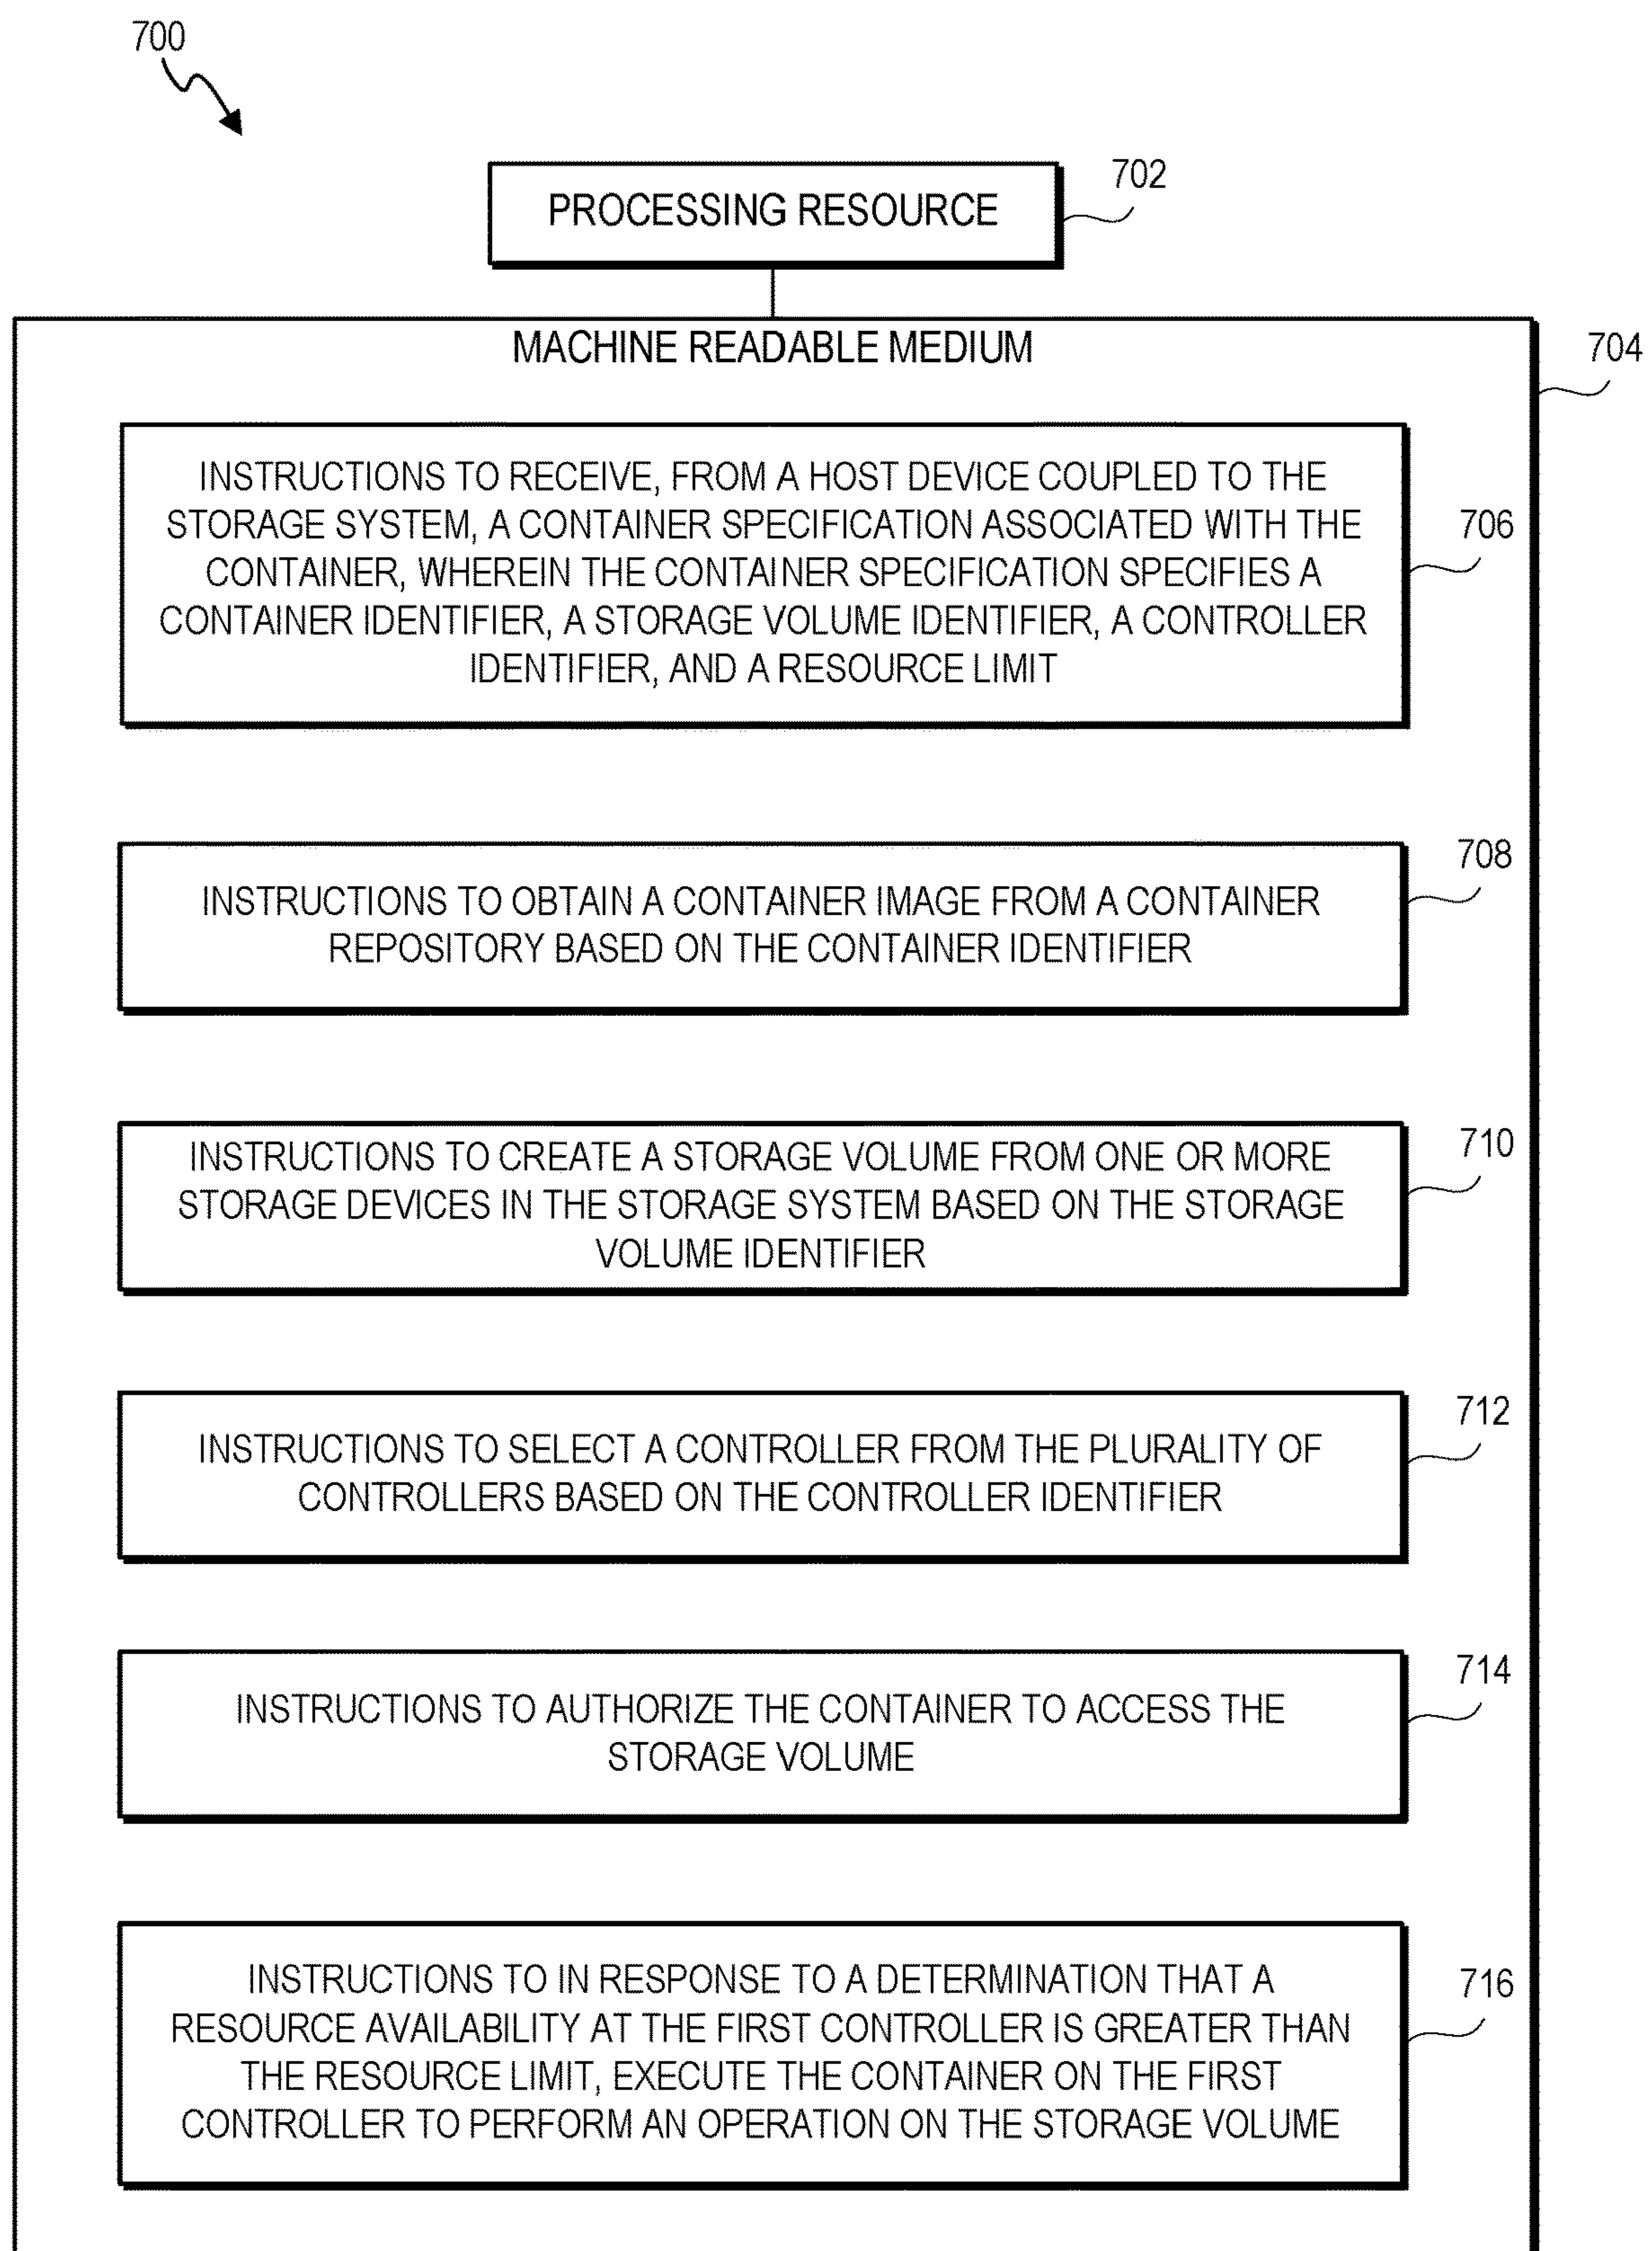 700
PROCESSING RESOURCE
702
MACHINE READABLE MEDIUM
704
INSTRUCTIONS TO RECEIVE, FROM A HOST DEVICE COUPLED TO THE
STORAGE SYSTEM, A CONTAINER SPECIFICATION ASSOCIATED WITH THE
CONTAINER, WHEREIN THE CONTAINER SPECIFICATION SPECIFIES A
CONTAINER IDENTIFIER, A STORAGE VOLUME IDENTIFIER, A CONTROLLER
IDENTIFIER, AND A RESOURCE LIMIT
706
INSTRUCTIONS TO OBTAIN A CONTAINER IMAGE FROM A CONTAINER
REPOSITORY BASED ON THE CONTAINER IDENTIFIER
708
INSTRUCTIONS TO CREATE A STORAGE VOLUME FROM ONE OR MORE
STORAGE DEVICES IN THE STORAGE SYSTEM BASED ON THE STORAGE
VOLUME IDENTIFIER
710
INSTRUCTIONS TO SELECT A CONTROLLER FROM THE PLURALITY OF
CONTROLLERS BASED ON THE CONTROLLER IDENTIFIER
712
INSTRUCTIONS TO AUTHORIZE THE CONTAINER TO ACCESS THE
STORAGE VOLUME
714
INSTRUCTIONS TO IN RESPONSE TO A DETERMINATION THAT A
RESOURCE AVAILABILITY AT THE FIRST CONTROLLER IS GREATER THAN
THE RESOURCE LIMIT, EXECUTE THE CONTAINER ON THE FIRST
CONTROLLER TO PERFORM AN OPERATION ON THE STORAGE VOLUME
716